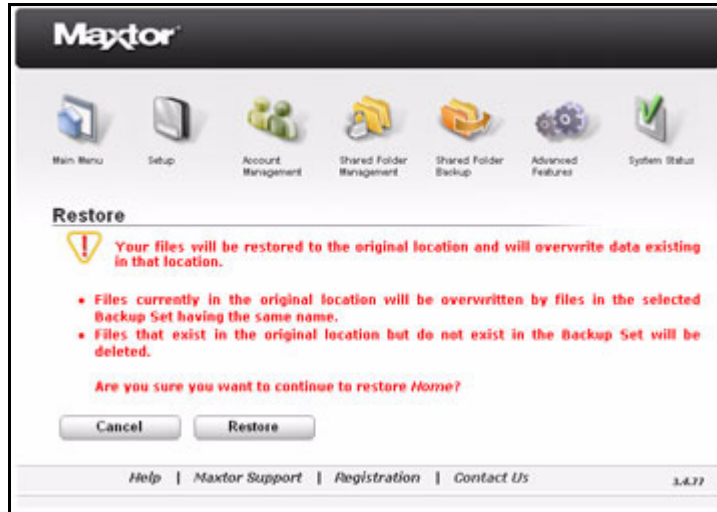 Maxtor
Main Menu
Setup
Account
Management
Shared Folder
Management
Shared Folder
Backup
Advanced
Features
System Status
Restore
Your files will be restored to the original location and will overwrite data existing
in that location.
• Files currently in the original location will be overwritten by files in the selected
Backup Set having the same name.
• Files that exist in the original location but do not exist in the Backup Set will be
deleted.
Are you sure you want to continue to restore Home?
Cancel
Restore
Help | Maxtor Support | Registration | Contact Us
3.4.77